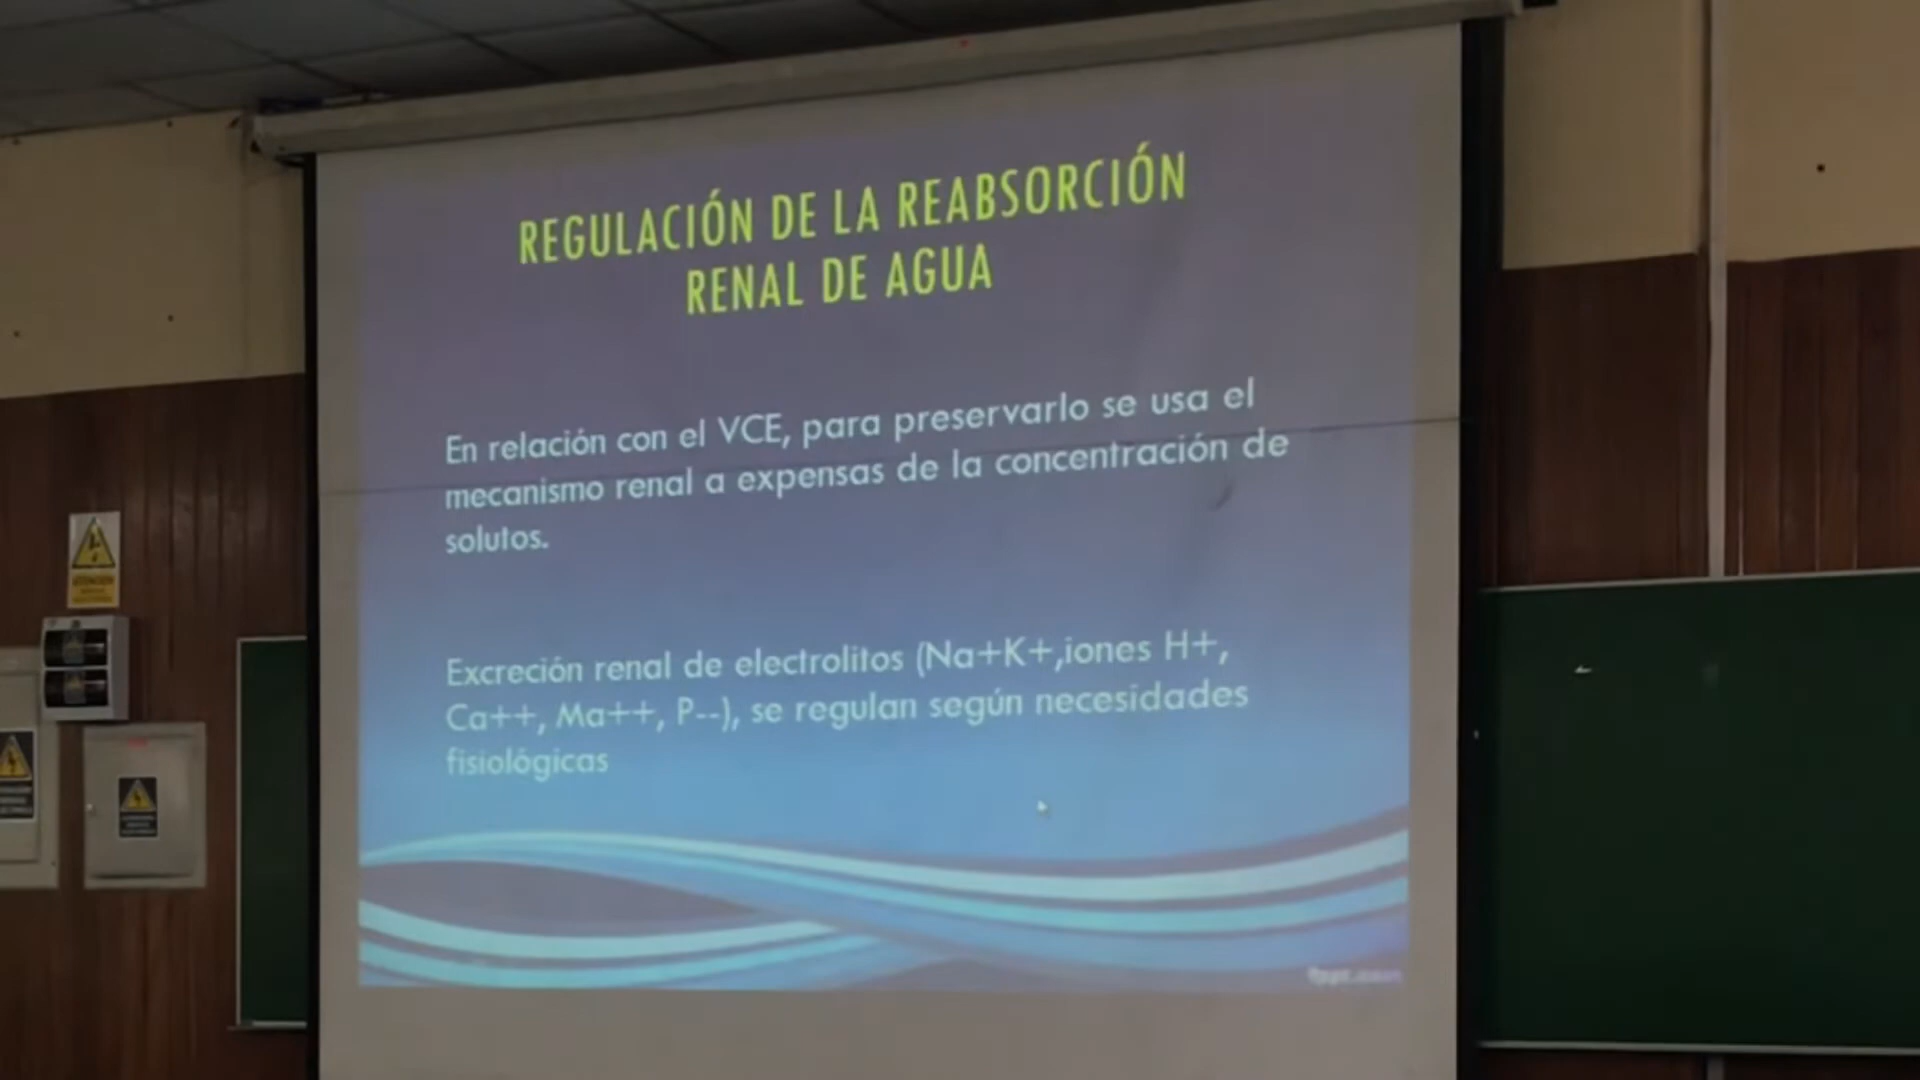 REGULACIÓN DE LA REABSORCIÓN
RENAL DE AGUA
En relación con el VCE, para preservarlo se usa el
mecanismo renal a expensas de la concentración de
solutos.
Excreción renal de electrolitos (Na+K+,iones H+,
Ca++, Ma++, P--), se regulan según necesidades
fisiológicas